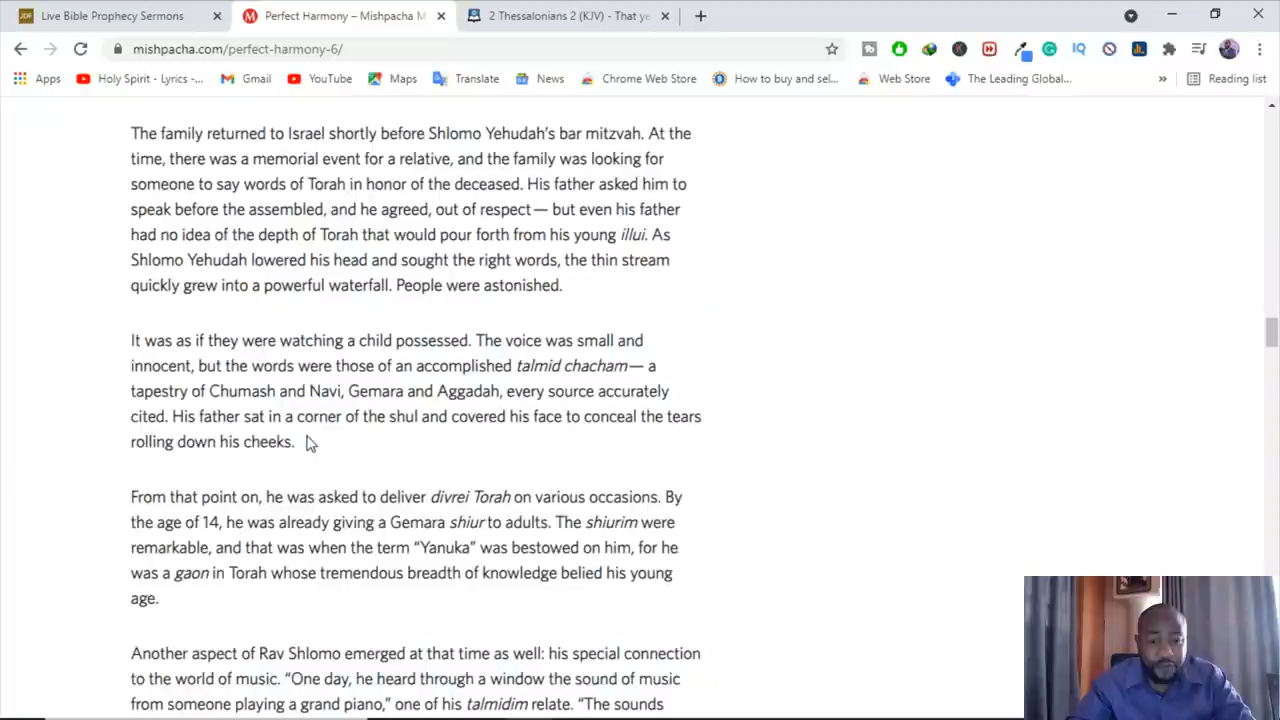 Live Bible Prophecy Sermons
Perfect Harmony – Mishpacha M
2 Thessalonians 2 (KJV) - That ye
mishpacha.com/perfect-harmony-6/
Apps
Holy Spirit - Lyrics -...
Gmail
YouTube
Maps
Translate
News
Chrome Web Store
How to buy and sel...
Web Store
The Leading Global...
»
Reading list
The family returned to Israel shortly before Shlomo Yehudah's bar mitzvah. At the
time, there was a memorial event for a relative, and the family was looking for
someone to say words of Torah in honor of the deceased. His father asked him to
speak before the assembled, and he agreed, out of respect— but even his father
had no idea of the depth of Torah that would pour forth from his young illui. As
Shlomo Yehudah lowered his head and sought the right words, the thin stream
quickly grew into a powerful waterfall. People were astonished.
It was as if they were watching a child possessed. The voice was small and
innocent, but the words were those of an accomplished talmid chacham— a
tapestry of Chumash and Navi, Gemara and Aggadah, every source accurately
cited. His father sat in a corner of the shul and covered his face to conceal the tears
rolling down his cheeks.
From that point on, he was asked to deliver divrei Torah on various occasions. By
the age of 14, he was already giving a Gemara shiur to adults. The shiurim were
remarkable, and that was when the term “Yanuka” was bestowed on him, for he
was a gaon in Torah whose tremendous breadth of knowledge belied his young
age.
Another aspect of Rav Shlomo emerged at that time as well: his special connection
to the world of music. “One day, he heard through a window the sound of music
from someone playing a grand piano,” one of his talmidim relate. “The sounds